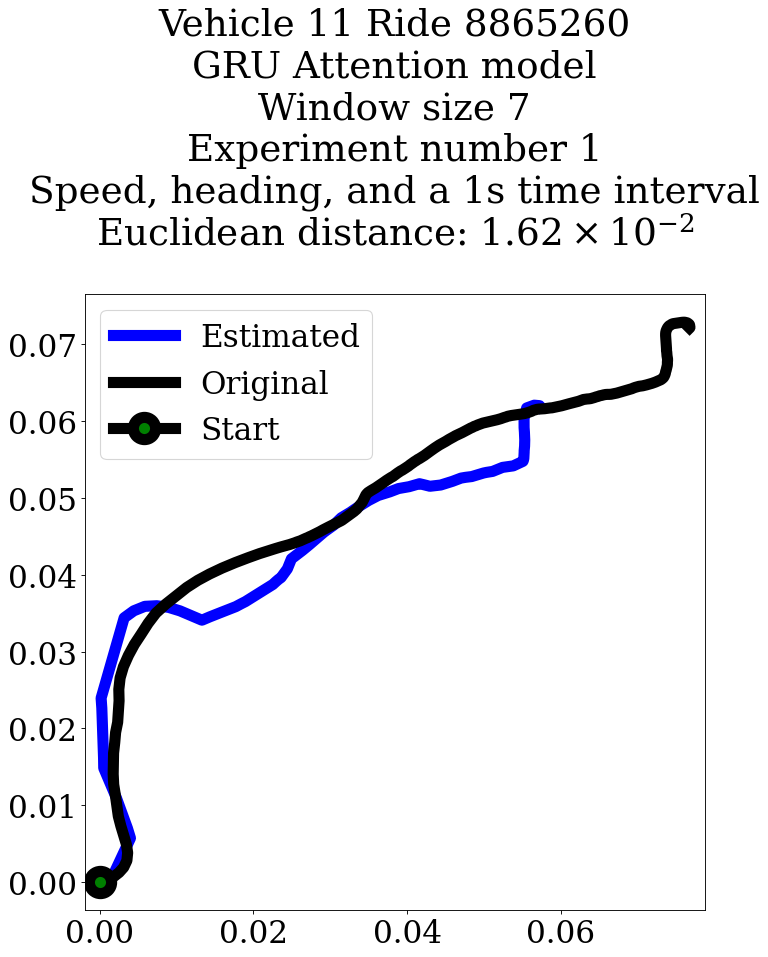 Vehicle 11 Ride 8865260
GRU Attention model
Window size 7
Experiment number 1
Speed, heading, and a 1s time interval
Euclidean distance: 1.62 × 10⁻²
Estimated
Original
Start
0.07
0.06
0.05
0.04
0.03
0.02
0.01
0.00
0.00 0.02 0.04 0.06